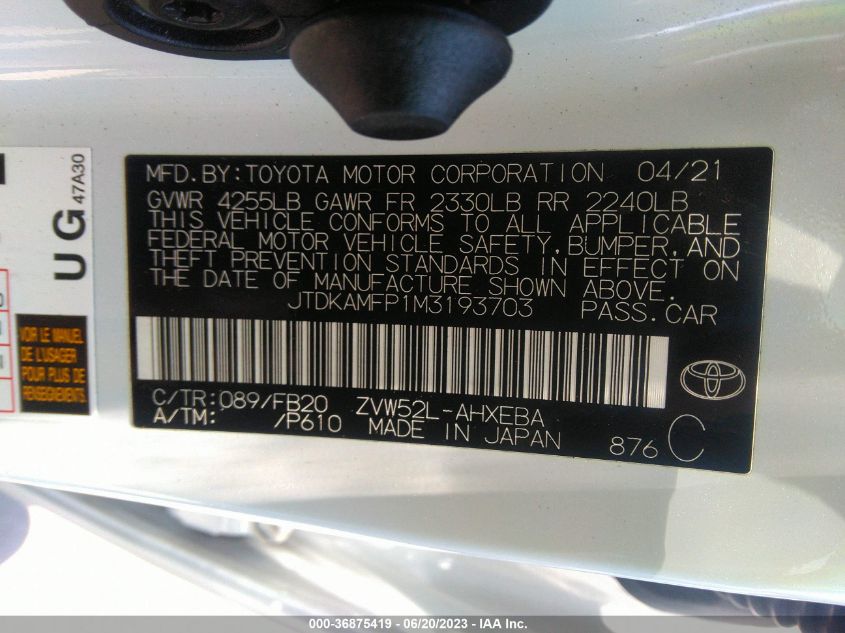 MFD. BY: TOYOTA MOTOR CORPORATION 04/21
GVWR 4255LB GAWR FR 2330LB RR 2240LB
THIS VEHICLE CONFORMS TO ALL APPLICABLE
FEDERAL MOTOR VEHICLE SAFETY, BUMPER, AND
THEFT PREVENTION STANDARDS IN EFFECT ON
THE DATE OF MANUFACTURE SHOWN ABOVE.
JTDKAMFP1M3193703 PASS. CAR
C/TR: 089/FB20 ZVW52L-AHXEBA
A/TM: /P610 MADE IN JAPAN
876 C
UG
47A30
VOIR LE MANUEL
DE L'USAGER
POUR PLUS DE
RENSEIGNEMENTS
000-36875419 - 06/20/2023 - IAA Inc.